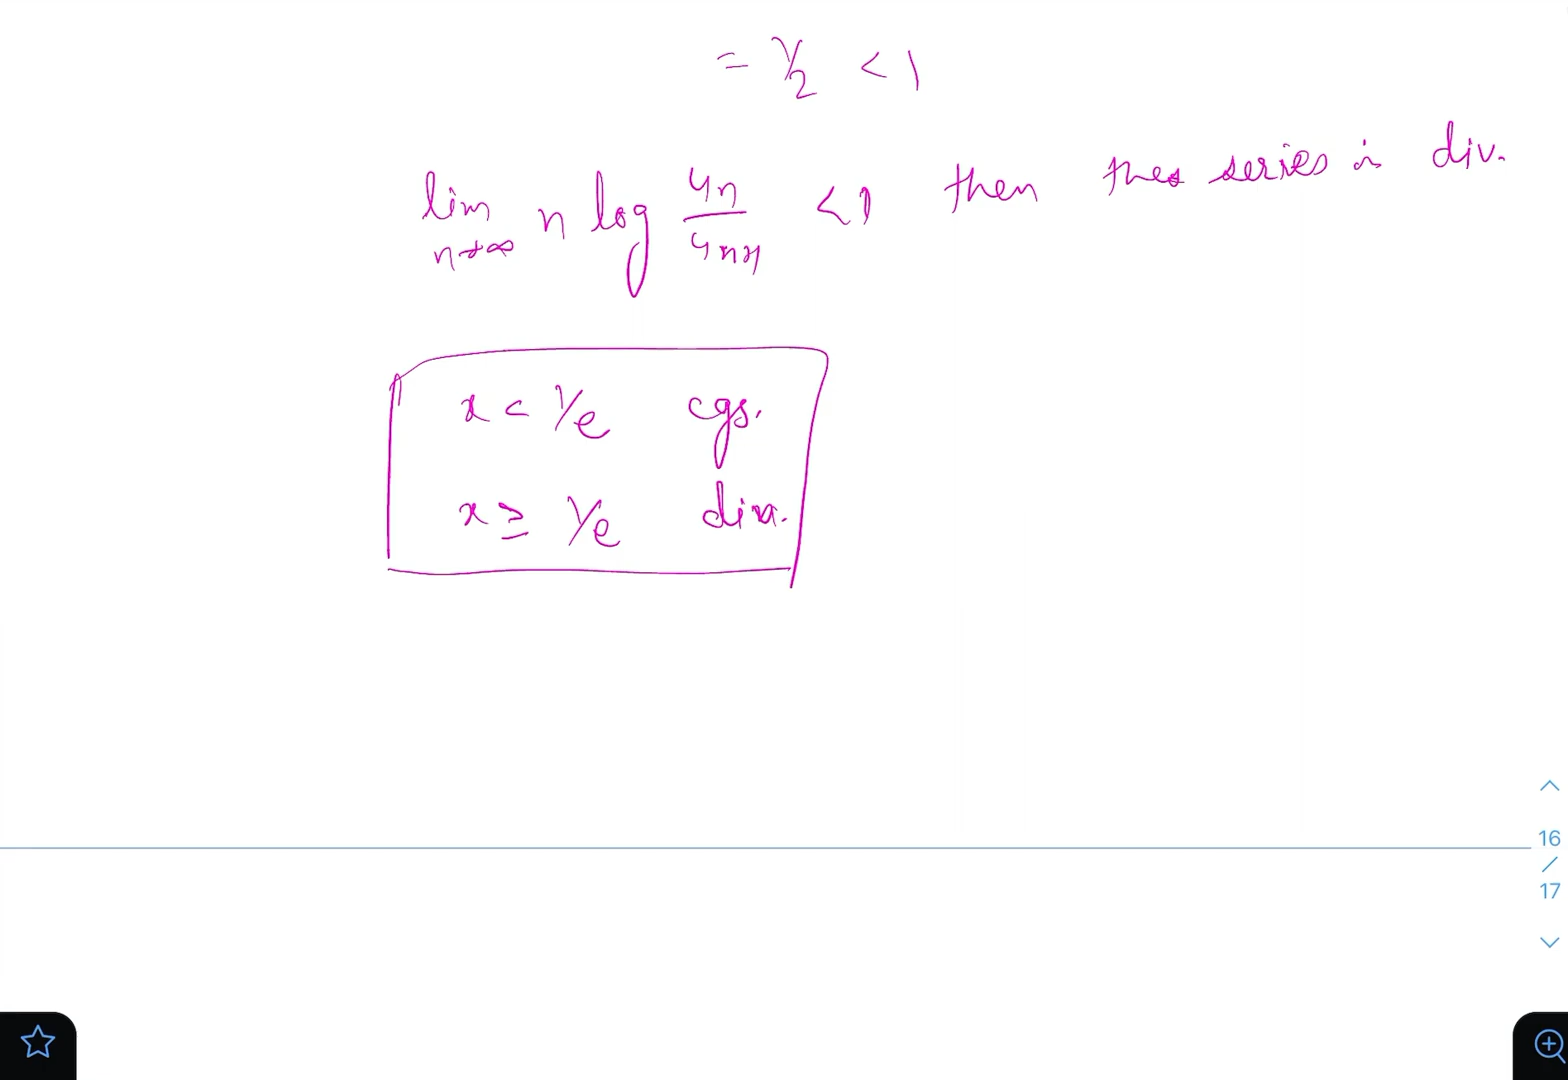 = 1/2 < 1
lim n→∞ n log un/un+1 < 1 then the series is div.
x < 1/e cgs.
x ≥ 1/e div.
16
/
17